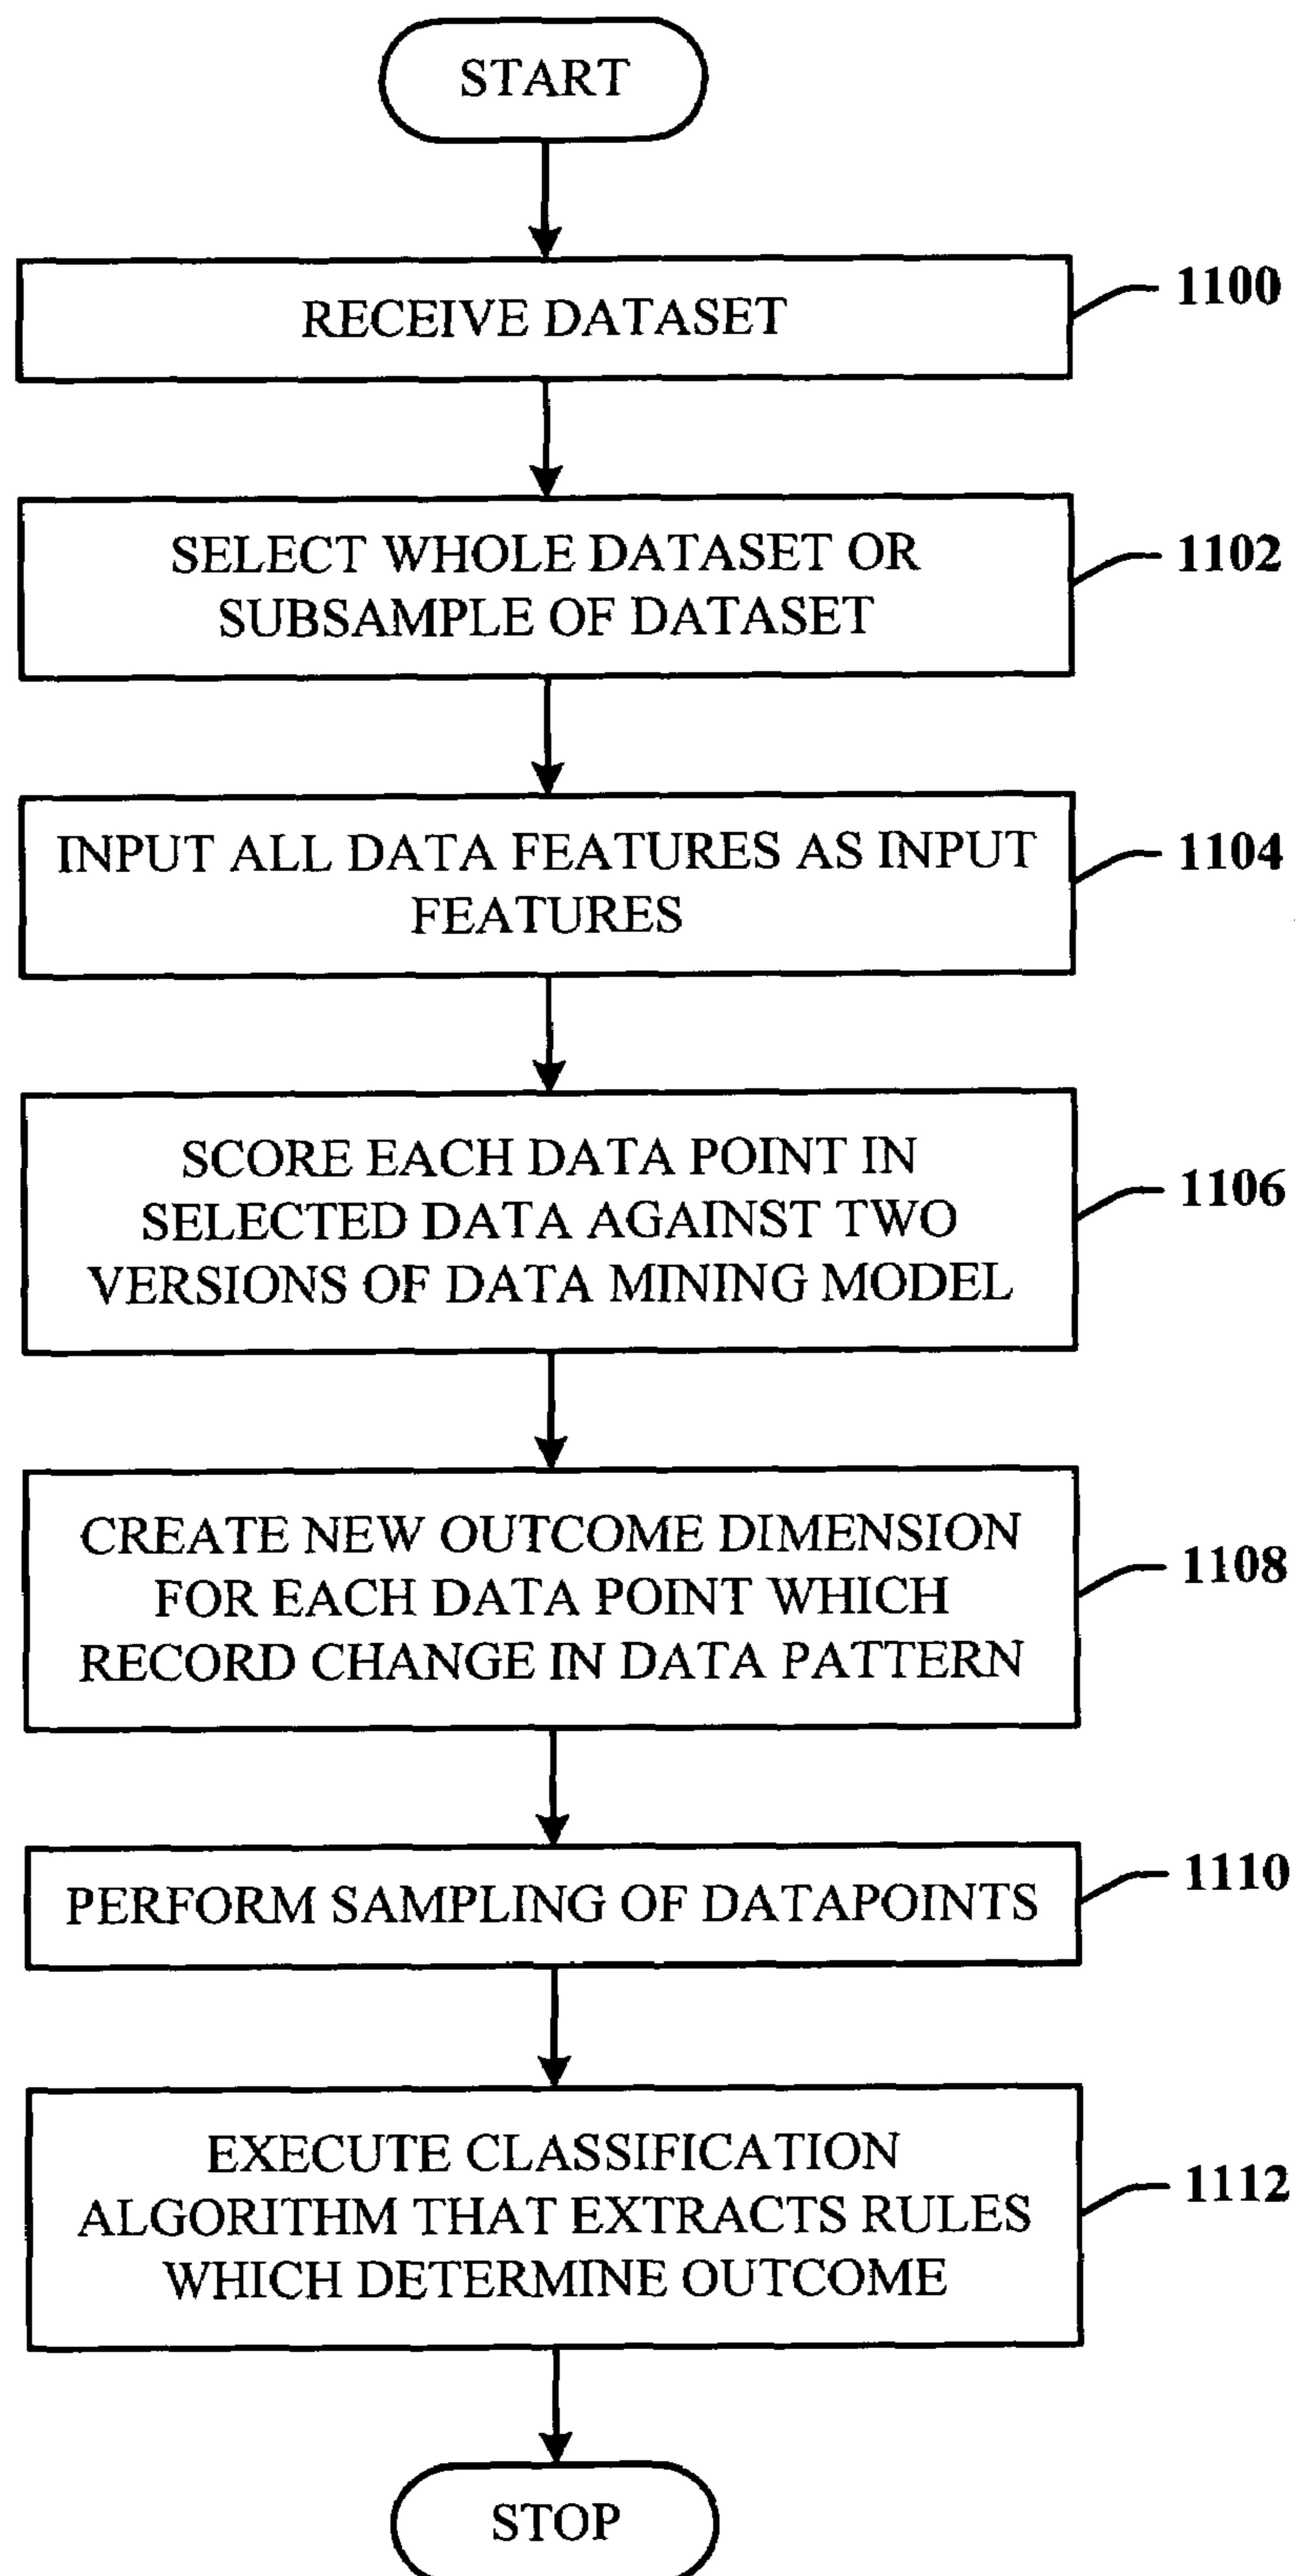 START
RECEIVE DATASET
1100
SELECT WHOLE DATASET OR
SUBSAMPLE OF DATASET
1102
INPUT ALL DATA FEATURES AS INPUT
FEATURES
1104
SCORE EACH DATA POINT IN
SELECTED DATA AGAINST TWO
VERSIONS OF DATA MINING MODEL
1106
CREATE NEW OUTCOME DIMENSION
FOR EACH DATA POINT WHICH
RECORD CHANGE IN DATA PATTERN
1108
PERFORM SAMPLING OF DATAPOINTS
1110
EXECUTE CLASSIFICATION
ALGORITHM THAT EXTRACTS RULES
WHICH DETERMINE OUTCOME
1112
STOP